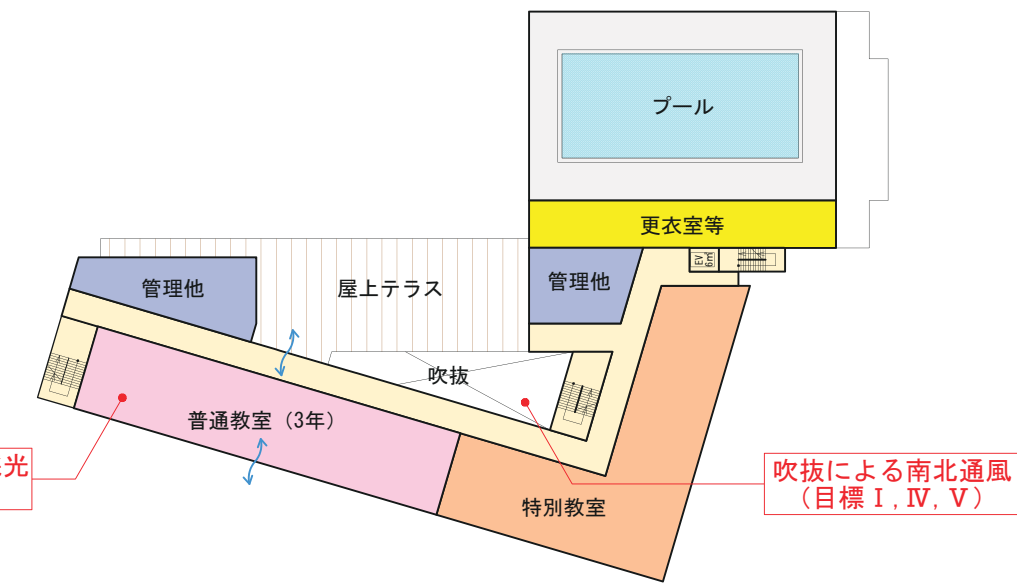 プール
更衣室等
EV
6㎡
管理他
屋上テラス
管理他
吹抜
普通教室（3年）
光
特別教室
吹抜による南北通風
（目標Ⅰ,Ⅳ,Ⅴ）